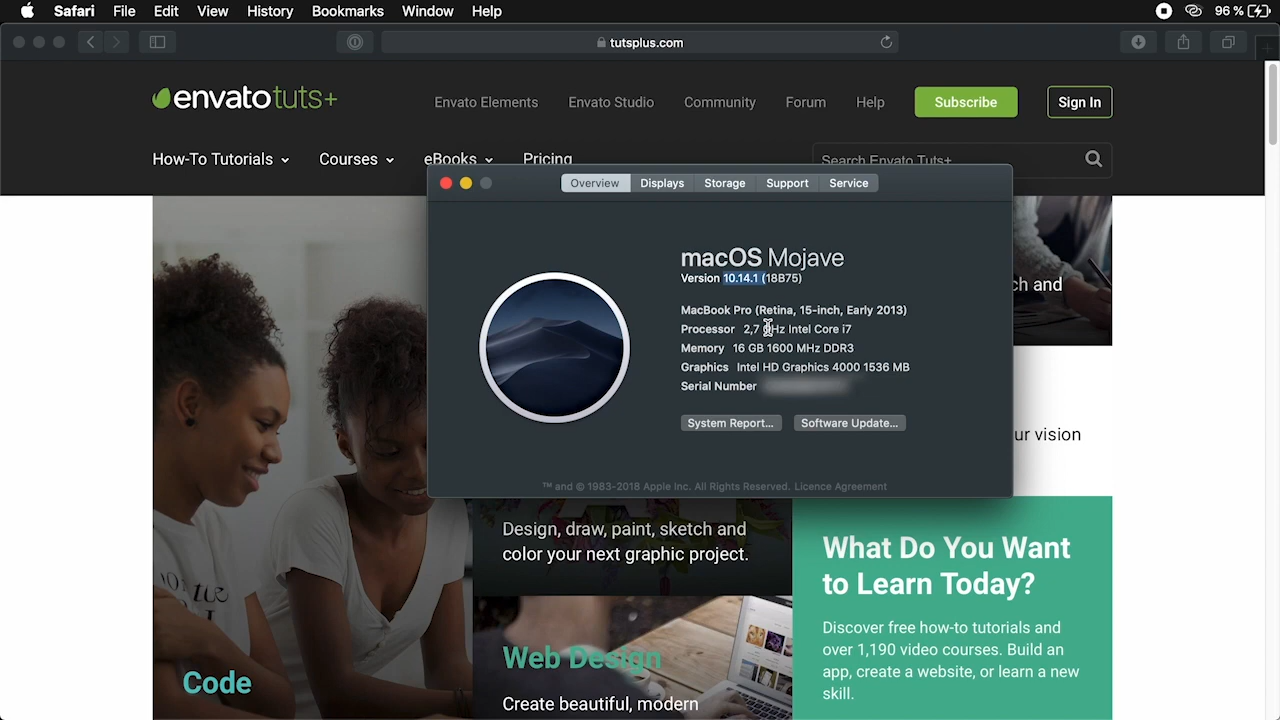 Safari File Edit View History Bookmarks Window Help 96 %
tutsplus.com
envatotuts+ Envato Elements Envato Studio Community Forum Help Subscribe Sign In
How-To Tutorials Courses eBooks Pricing Search Envato Tuts+
Overview Displays Storage Support Service
macOS Mojave
Version 10.14.1 (18B75)
MacBook Pro (Retina, 15-inch, Early 2013)
Processor 2,7 GHz Intel Core i7
Memory 16 GB 1600 MHz DDR3
Graphics Intel HD Graphics 4000 1536 MB
Serial Number
System Report... Software Update...
™ and © 1983-2018 Apple Inc. All Rights Reserved. Licence Agreement
ch and
ur vision
Code
Design, draw, paint, sketch and
color your next graphic project.
Web Design
Create beautiful, modern
What Do You Want
to Learn Today?
Discover free how-to tutorials and
over 1,190 video courses. Build an
app, create a website, or learn a new
skill.